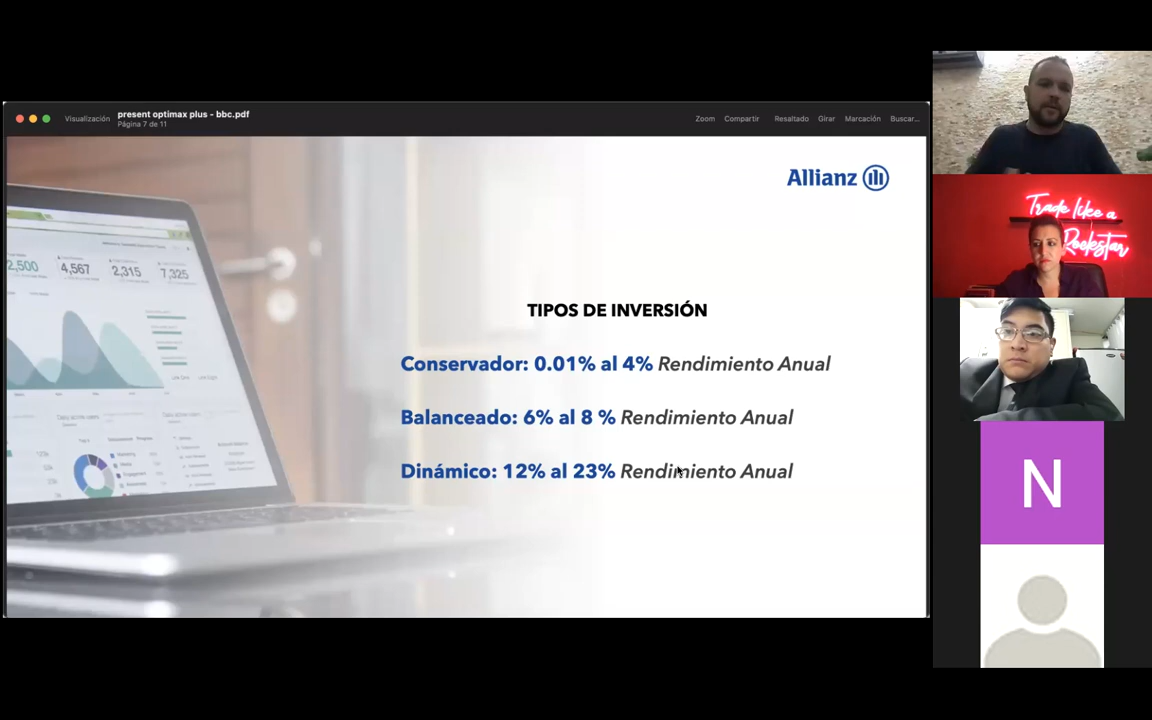 Visualización
present optimax plus - bbc.pdf
Página 7 de 11
Zoom Compartir Resaltado Girar Marcación Buscar...
Allianz
2,500 4,567 2,315 7,325
TIPOS DE INVERSIÓN
Conservador: 0.01% al 4% Rendimiento Anual
Balanceado: 6% al 8 % Rendimiento Anual
Dinámico: 12% al 23% Rendimiento Anual
Trade like a
Rockstar
N